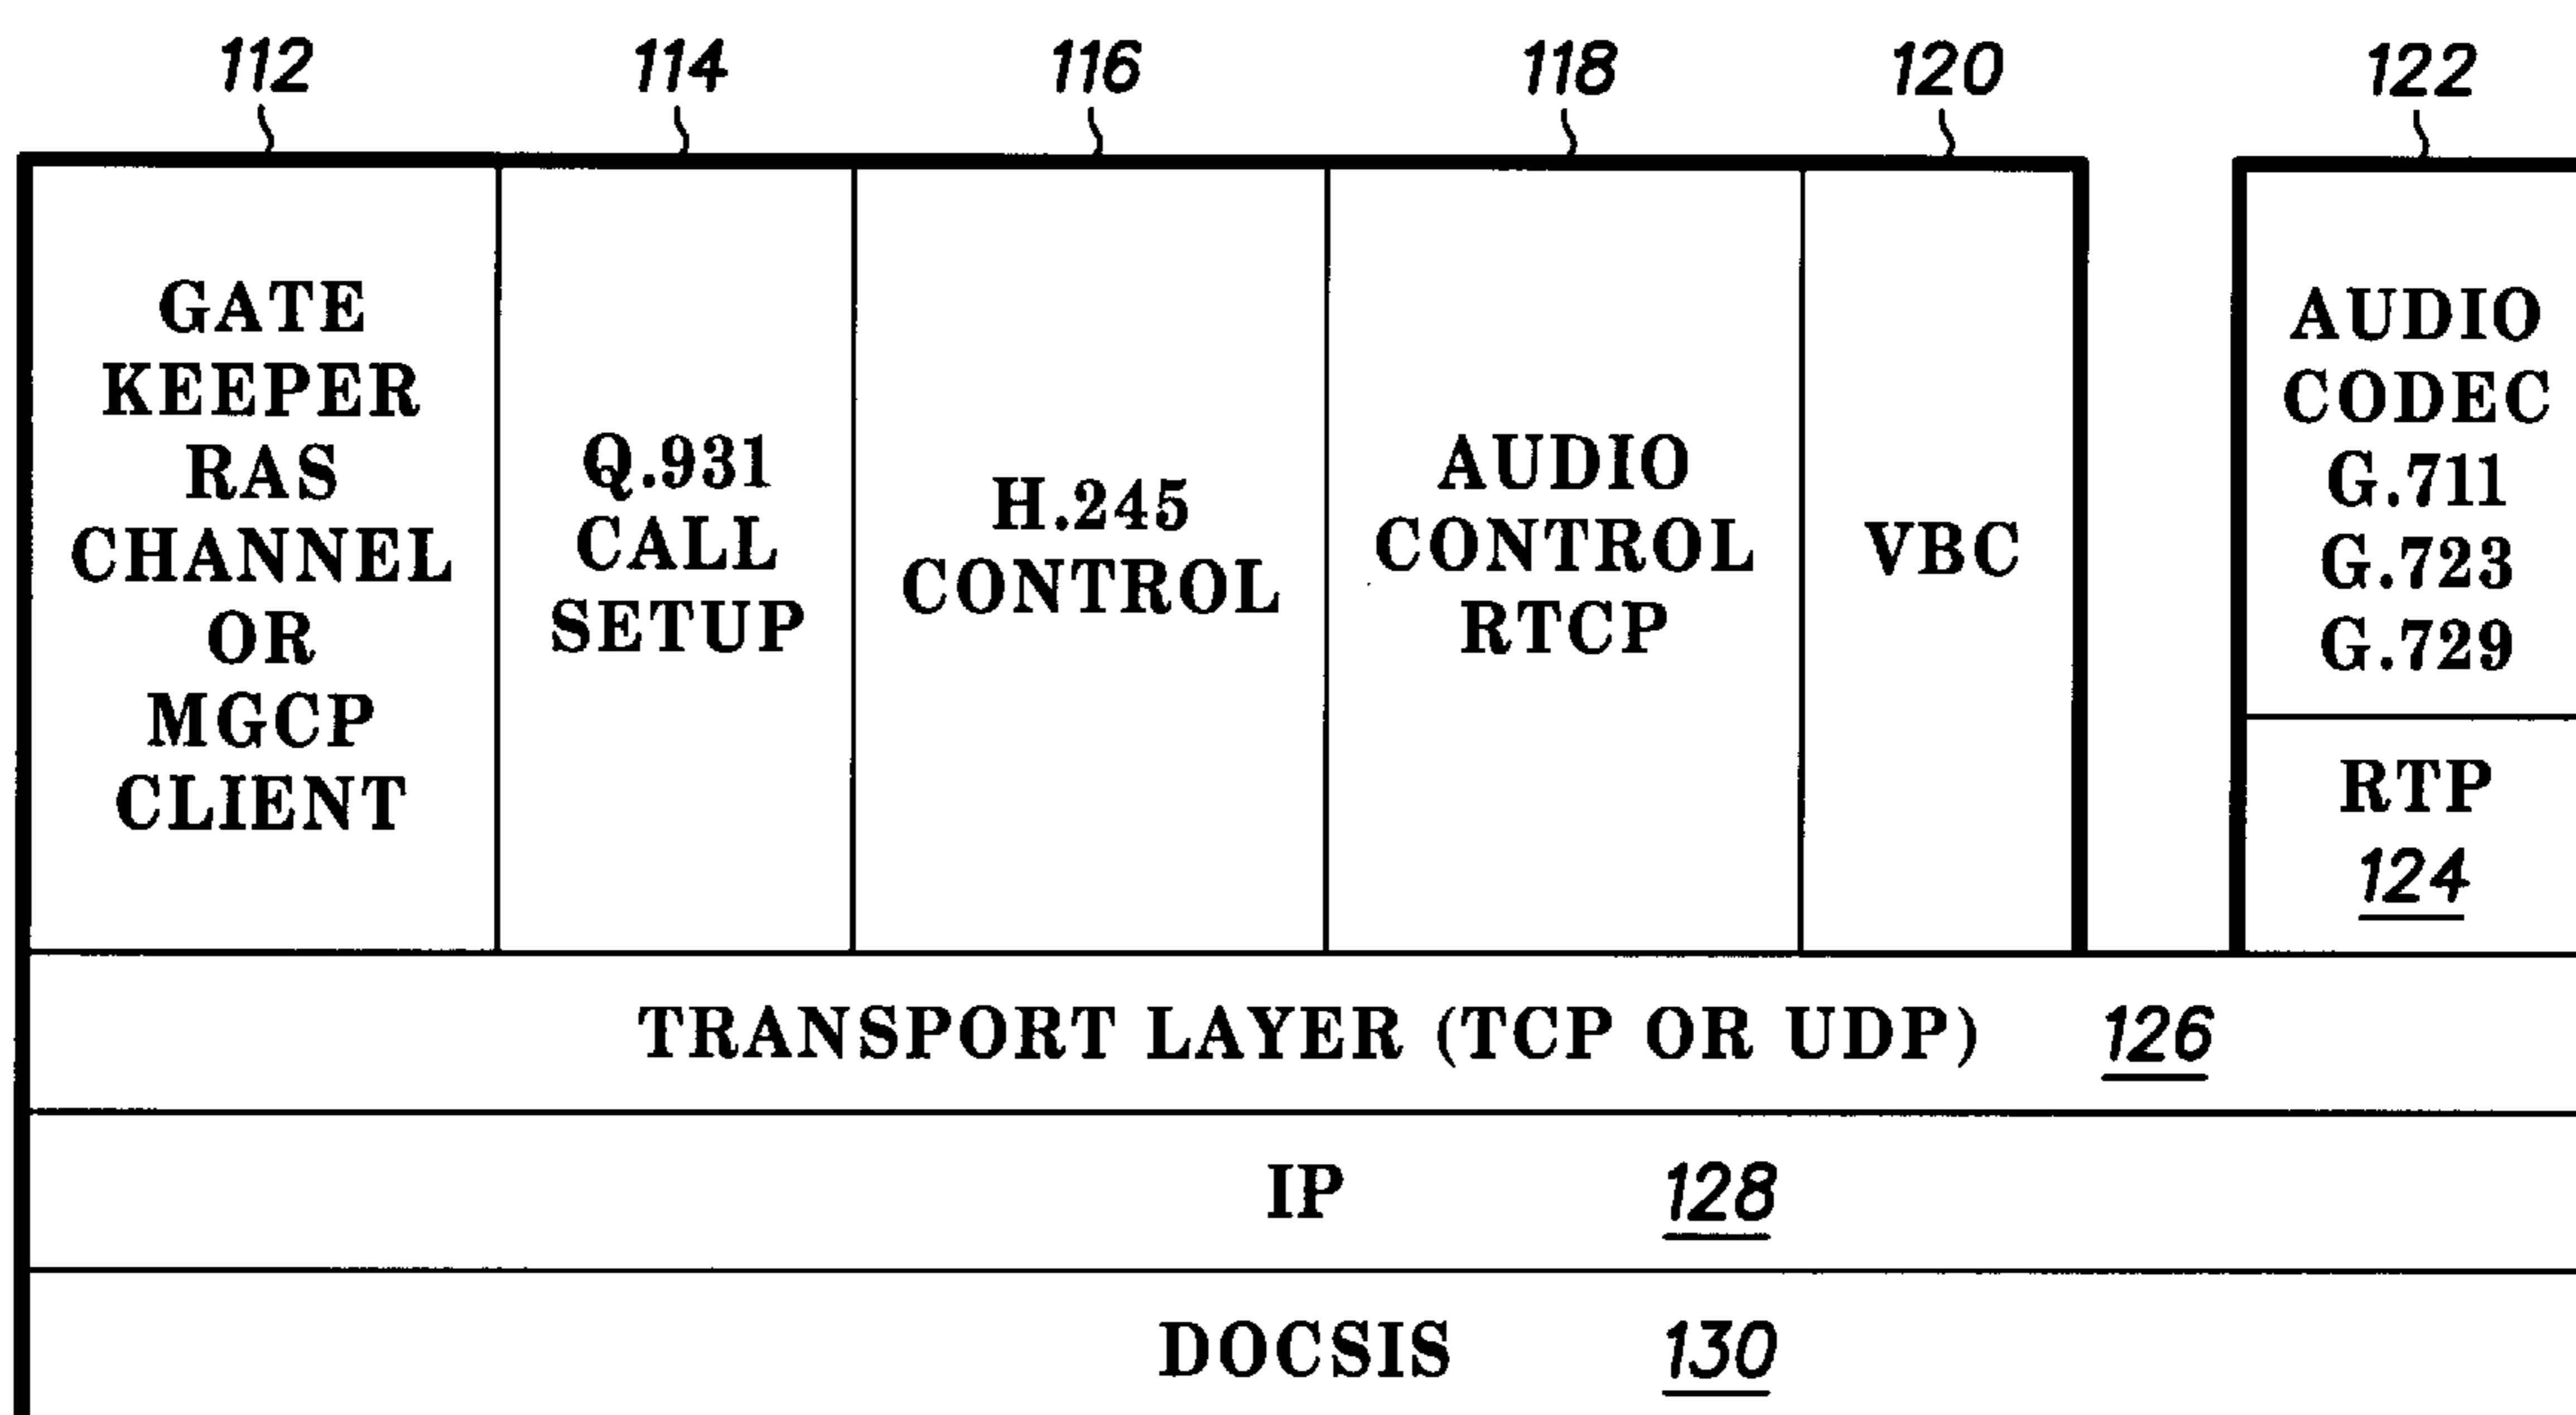 112
114
116
118
120
122
GATE
KEEPER
RAS
CHANNEL
OR
MGCP
CLIENT
Q.931
CALL
SETUP
H.245
CONTROL
AUDIO
CONTROL
RTCP
VBC
AUDIO
CODEC
G.711
G.723
G.729
RTP
124
TRANSPORT LAYER (TCP OR UDP) 126
IP 128
DOCSIS 130